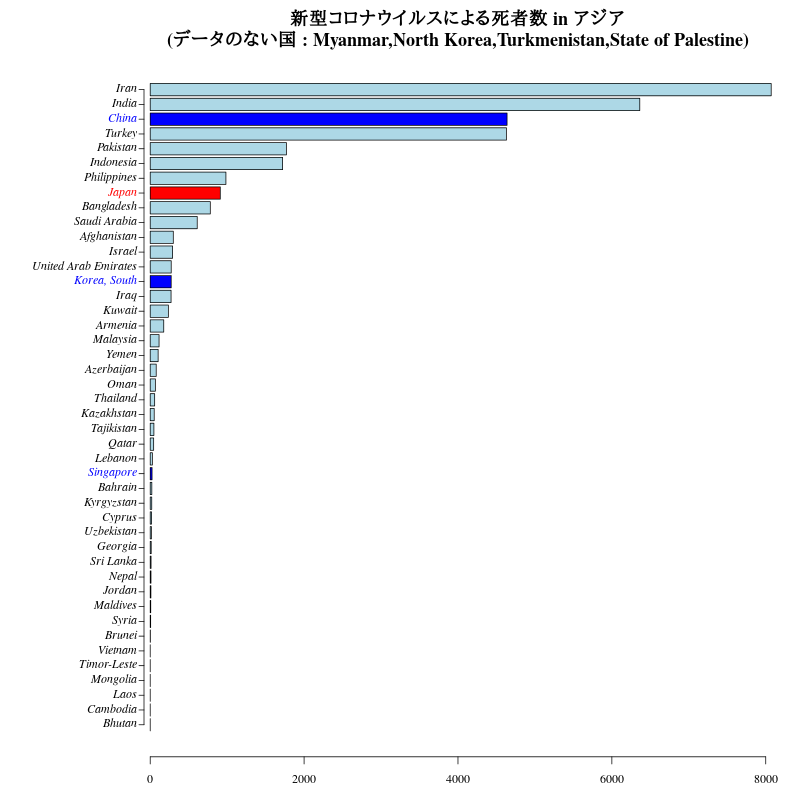 新型コロナウイルスによる死者数 in アジア
(データのない国 : Myanmar,North Korea,Turkmenistan,State of Palestine)
Iran
India
China
Turkey
Pakistan
Indonesia
Philippines
Japan
Bangladesh
Saudi Arabia
Afghanistan
Israel
United Arab Emirates
Korea, South
Iraq
Kuwait
Armenia
Malaysia
Yemen
Azerbaijan
Oman
Thailand
Kazakhstan
Tajikistan
Qatar
Lebanon
Singapore
Bahrain
Kyrgyzstan
Cyprus
Uzbekistan
Georgia
Sri Lanka
Nepal
Jordan
Maldives
Syria
Brunei
Vietnam
Timor-Leste
Mongolia
Laos
Cambodia
Bhutan
0 2000 4000 6000 8000